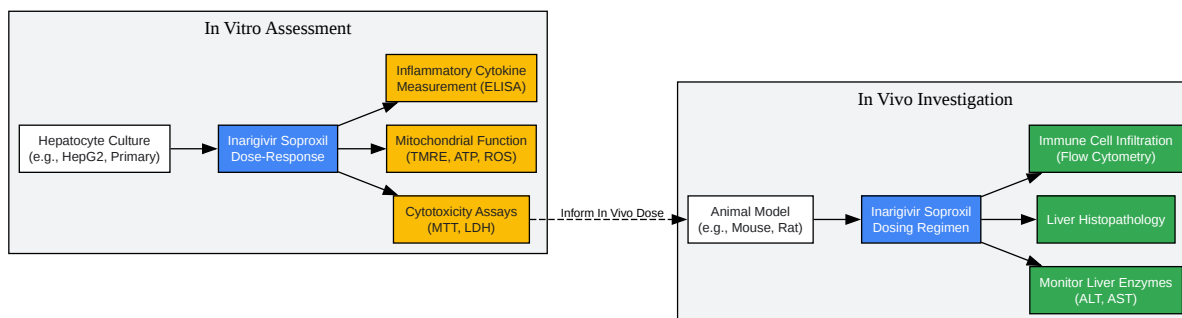 In Vitro Assessment
Inflammatory Cytokine
Measurement (ELISA)
Hepatocyte Culture
(e.g., HepG2, Primary)
Inarigivir Soproxil
Dose-Response
Mitochondrial Function
(TMRE, ATP, ROS)
Cytotoxicity Assays
(MTT, LDH)
Inform In Vivo Dose
In Vivo Investigation
Immune Cell Infiltration
(Flow Cytometry)
Animal Model
(e.g., Mouse, Rat)
Inarigivir Soproxil
Dosing Regimen
Liver Histopathology
Monitor Liver Enzymes
(ALT, AST)